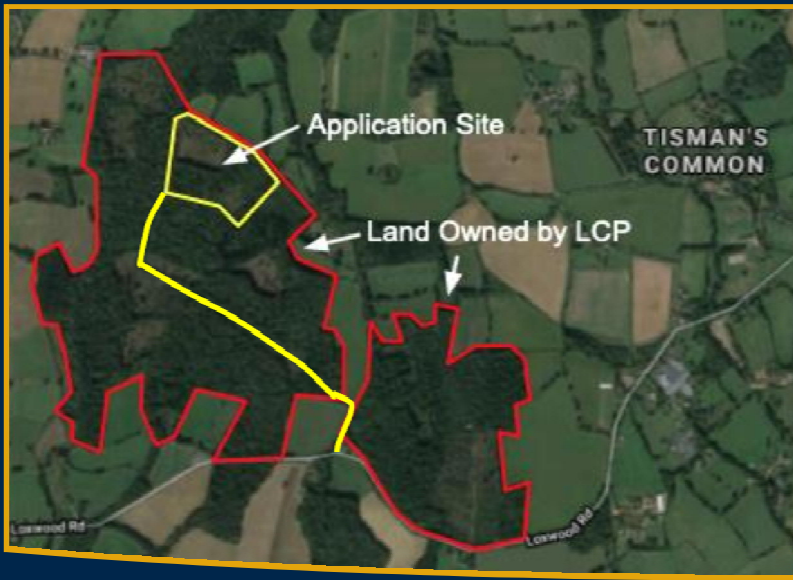 Application Site
TISMAN'S
COMMON
Land Owned by LCP
Loxwood Rd
Loxwood Rd